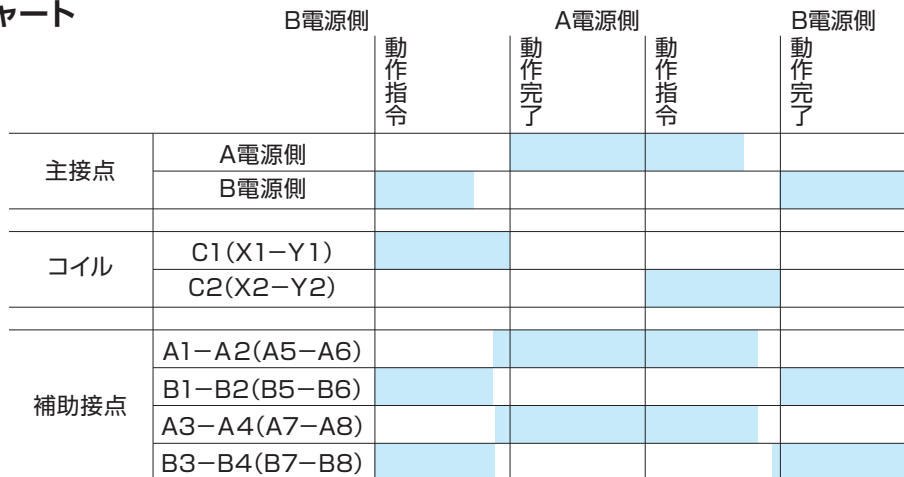 ャート
B電源側 A電源側 B電源側
動作指令 動作完了 動作指令 動作完了
主接点
A電源側
B電源側
コイル
C1(X1−Y1)
C2(X2−Y2)
補助接点
A1−A2(A5−A6)
B1−B2(B5−B6)
A3−A4(A7−A8)
B3−B4(B7−B8)